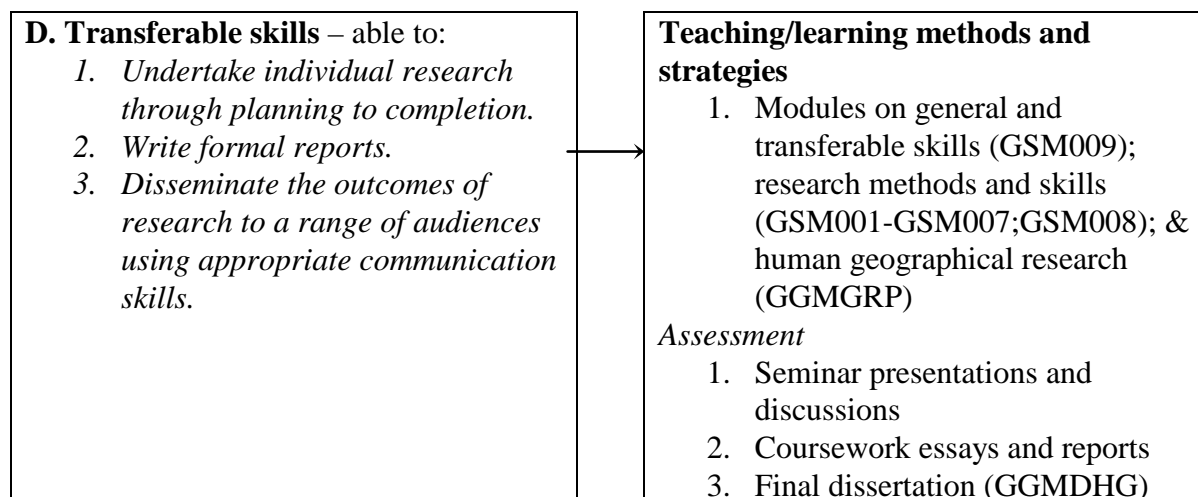 D. Transferable skills – able to:
1. Undertake individual research
through planning to completion.
2. Write formal reports.
3. Disseminate the outcomes of
research to a range of audiences
using appropriate communication
skills.
Teaching/learning methods and
strategies
1. Modules on general and
transferable skills (GSM009);
research methods and skills
(GSM001-GSM007;GSM008); &
human geographical research
(GGMGRP)
Assessment
1. Seminar presentations and
discussions
2. Coursework essays and reports
3. Final dissertation (GGMDHG)